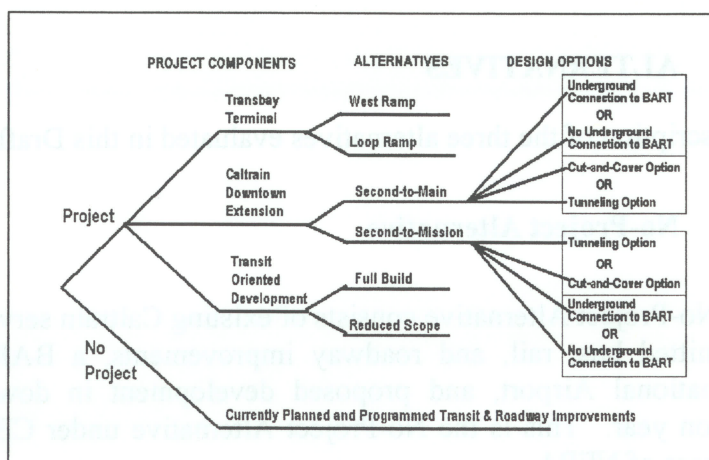 PROJECT COMPONENTS
ALTERNATIVES
DESIGN OPTIONS
Transbay
Terminal
West Ramp
Loop Ramp
Underground
Connection to BART
OR
No Underground
Connection to BART
Cut-and-Cover Option
OR
Tunneling Option
Project
Caltrain
Downtown
Extension
Second-to-Main
Second-to-Mission
Tunneling Option
OR
Cut-and-Cover Option
Underground
Connection to BART
OR
No Underground
Connection to BART
Transit
Oriented
Development
Full Build
Reduced Scope
No
Project
Currently Planned and Programmed Transit & Roadway Improvements